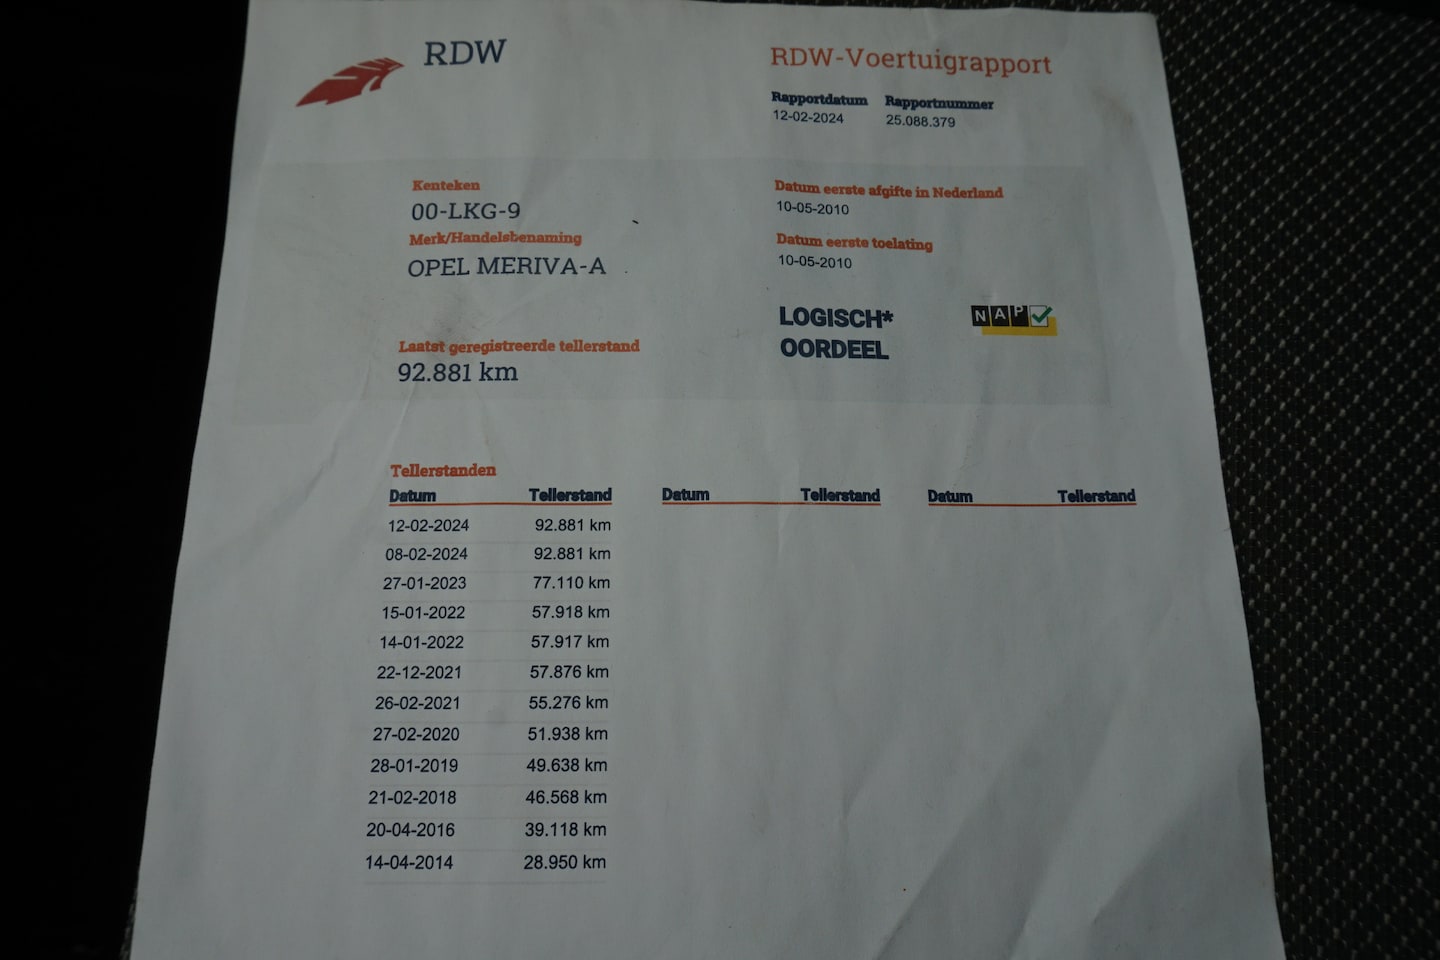 RDW
RDW-Voertuigrapport
Rapportdatum Rapportnummer
12-02-2024 25.088.379
Kenteken
00-LKG-9
Merk/Handelsbenaming
OPEL MERIVA-A
Datum eerste afgifte in Nederland
10-05-2010
Datum eerste toelating
10-05-2010
Laatst geregistreerde tellerstand
92.881 km
LOGISCH*
OORDEEL
NAP
Tellerstanden
Datum Tellerstand Datum Tellerstand Datum Tellerstand
12-02-2024 92.881 km
08-02-2024 92.881 km
27-01-2023 77.110 km
15-01-2022 57.918 km
14-01-2022 57.917 km
22-12-2021 57.876 km
26-02-2021 55.276 km
27-02-2020 51.938 km
28-01-2019 49.638 km
21-02-2018 46.568 km
20-04-2016 39.118 km
14-04-2014 28.950 km